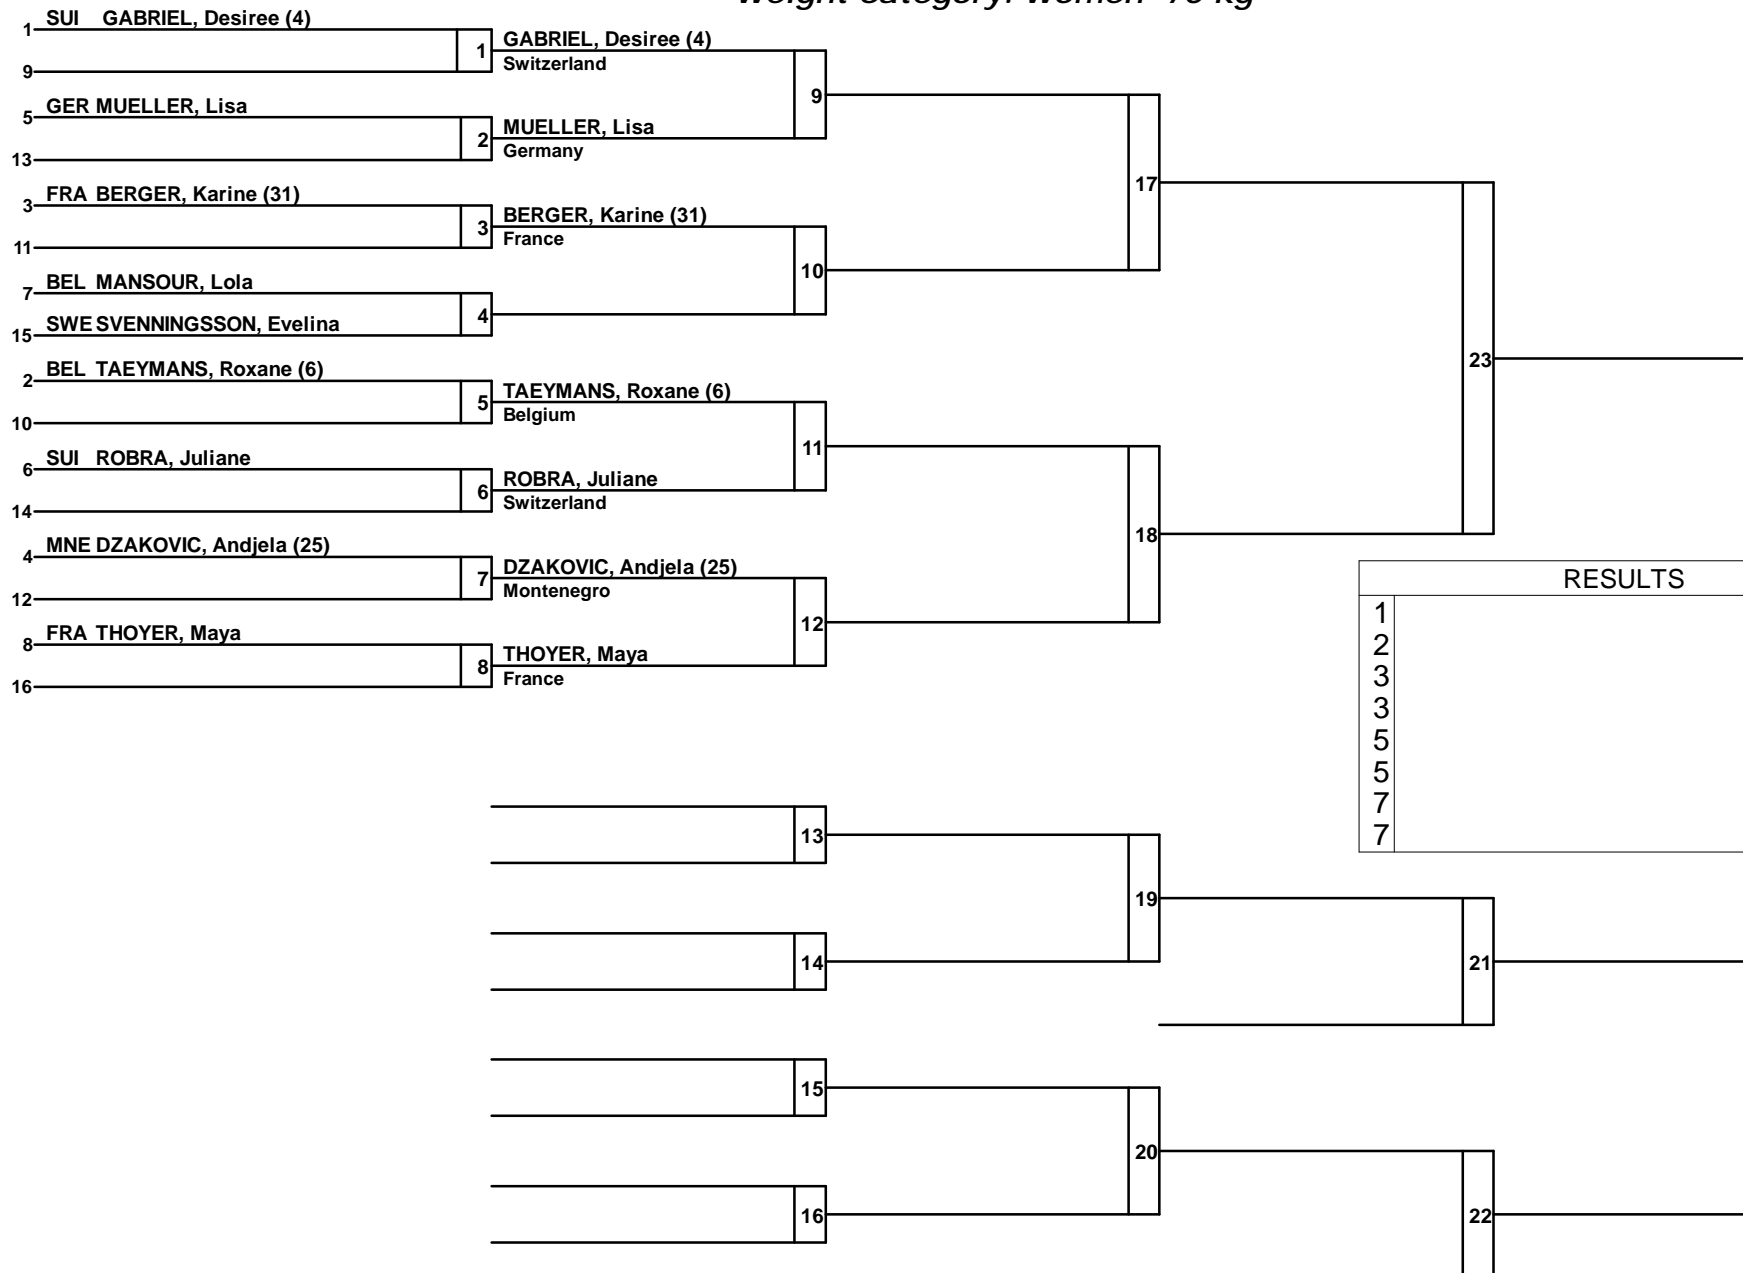 Weight Category: Women -70 kg
1 SUI GABRIEL, Desiree (4)
9
1 GABRIEL, Desiree (4)
Switzerland
5 GER MUELLER, Lisa
13
2 MUELLER, Lisa
Germany
9
3 FRA BERGER, Karine (31)
11
3 BERGER, Karine (31)
France
7 BEL MANSOUR, Lola
15 SWE SVENNINGSSON, Evelina
4
10
17
2 BEL TAEYMANS, Roxane (6)
10
5 TAEYMANS, Roxane (6)
Belgium
6 SUI ROBRA, Juliane
14
6 ROBRA, Juliane
Switzerland
11
4 MNE DZAKOVIC, Andjela (25)
12
7 DZAKOVIC, Andjela (25)
Montenegro
8 FRA THOYER, Maya
16
8 THOYER, Maya
France
12
18
23
RESULTS
1
2
3
3
5
5
7
7
13
14
19
21
15
16
20
22